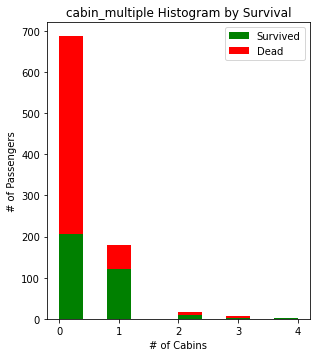 cabin_multiple Histogram by Survival
Survived
Dead
# of Passengers
700
600
500
400
300
200
100
0
0 1 2 3 4
# of Cabins